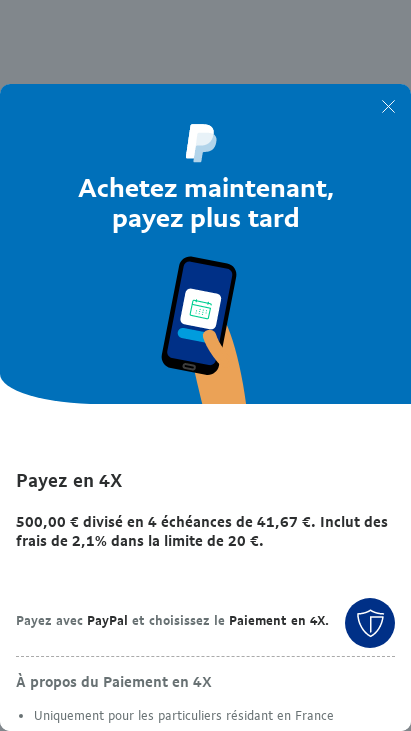 Achetez maintenant,
payez plus tard
Payez en 4X
500,00 € divisé en 4 échéances de 41,67 €. Inclut des
frais de 2,1% dans la limite de 20 €.
Payez avec PayPal et choisissez le Paiement en 4X.
À propos du Paiement en 4X
• Uniquement pour les particuliers résidant en France